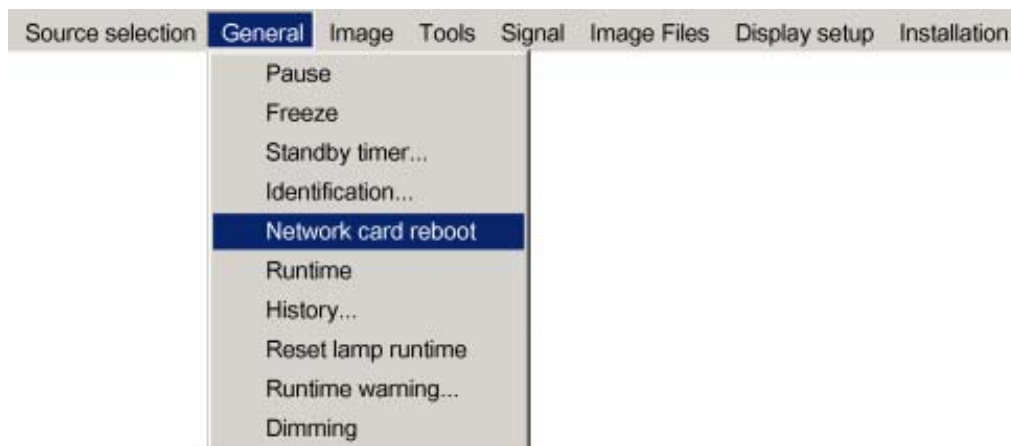 Source selection General Image Tools Signal Image Files Display setup Installation
Pause
Freeze
Standby timer...
Identification...
Network card reboot
Runtime
History...
Reset lamp runtime
Runtime warning...
Dimming